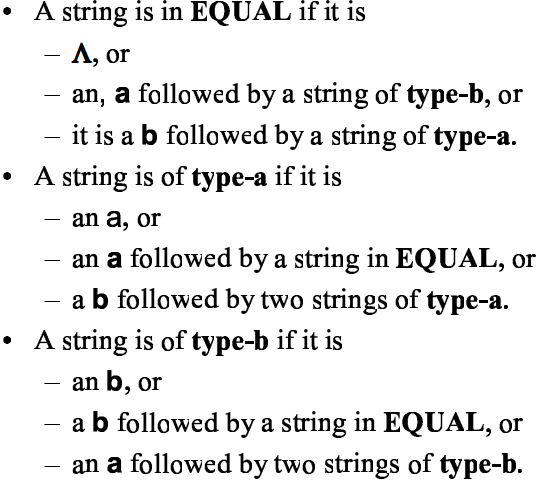 • A string is in EQUAL if it is
– Λ, or
– an, a followed by a string of type-b, or
– it is a b followed by a string of type-a.
• A string is of type-a if it is
– an a, or
– an a followed by a string in EQUAL, or
– a b followed by two strings of type-a.
• A string is of type-b if it is
– an b, or
– a b followed by a string in EQUAL, or
– an a followed by two strings of type-b.